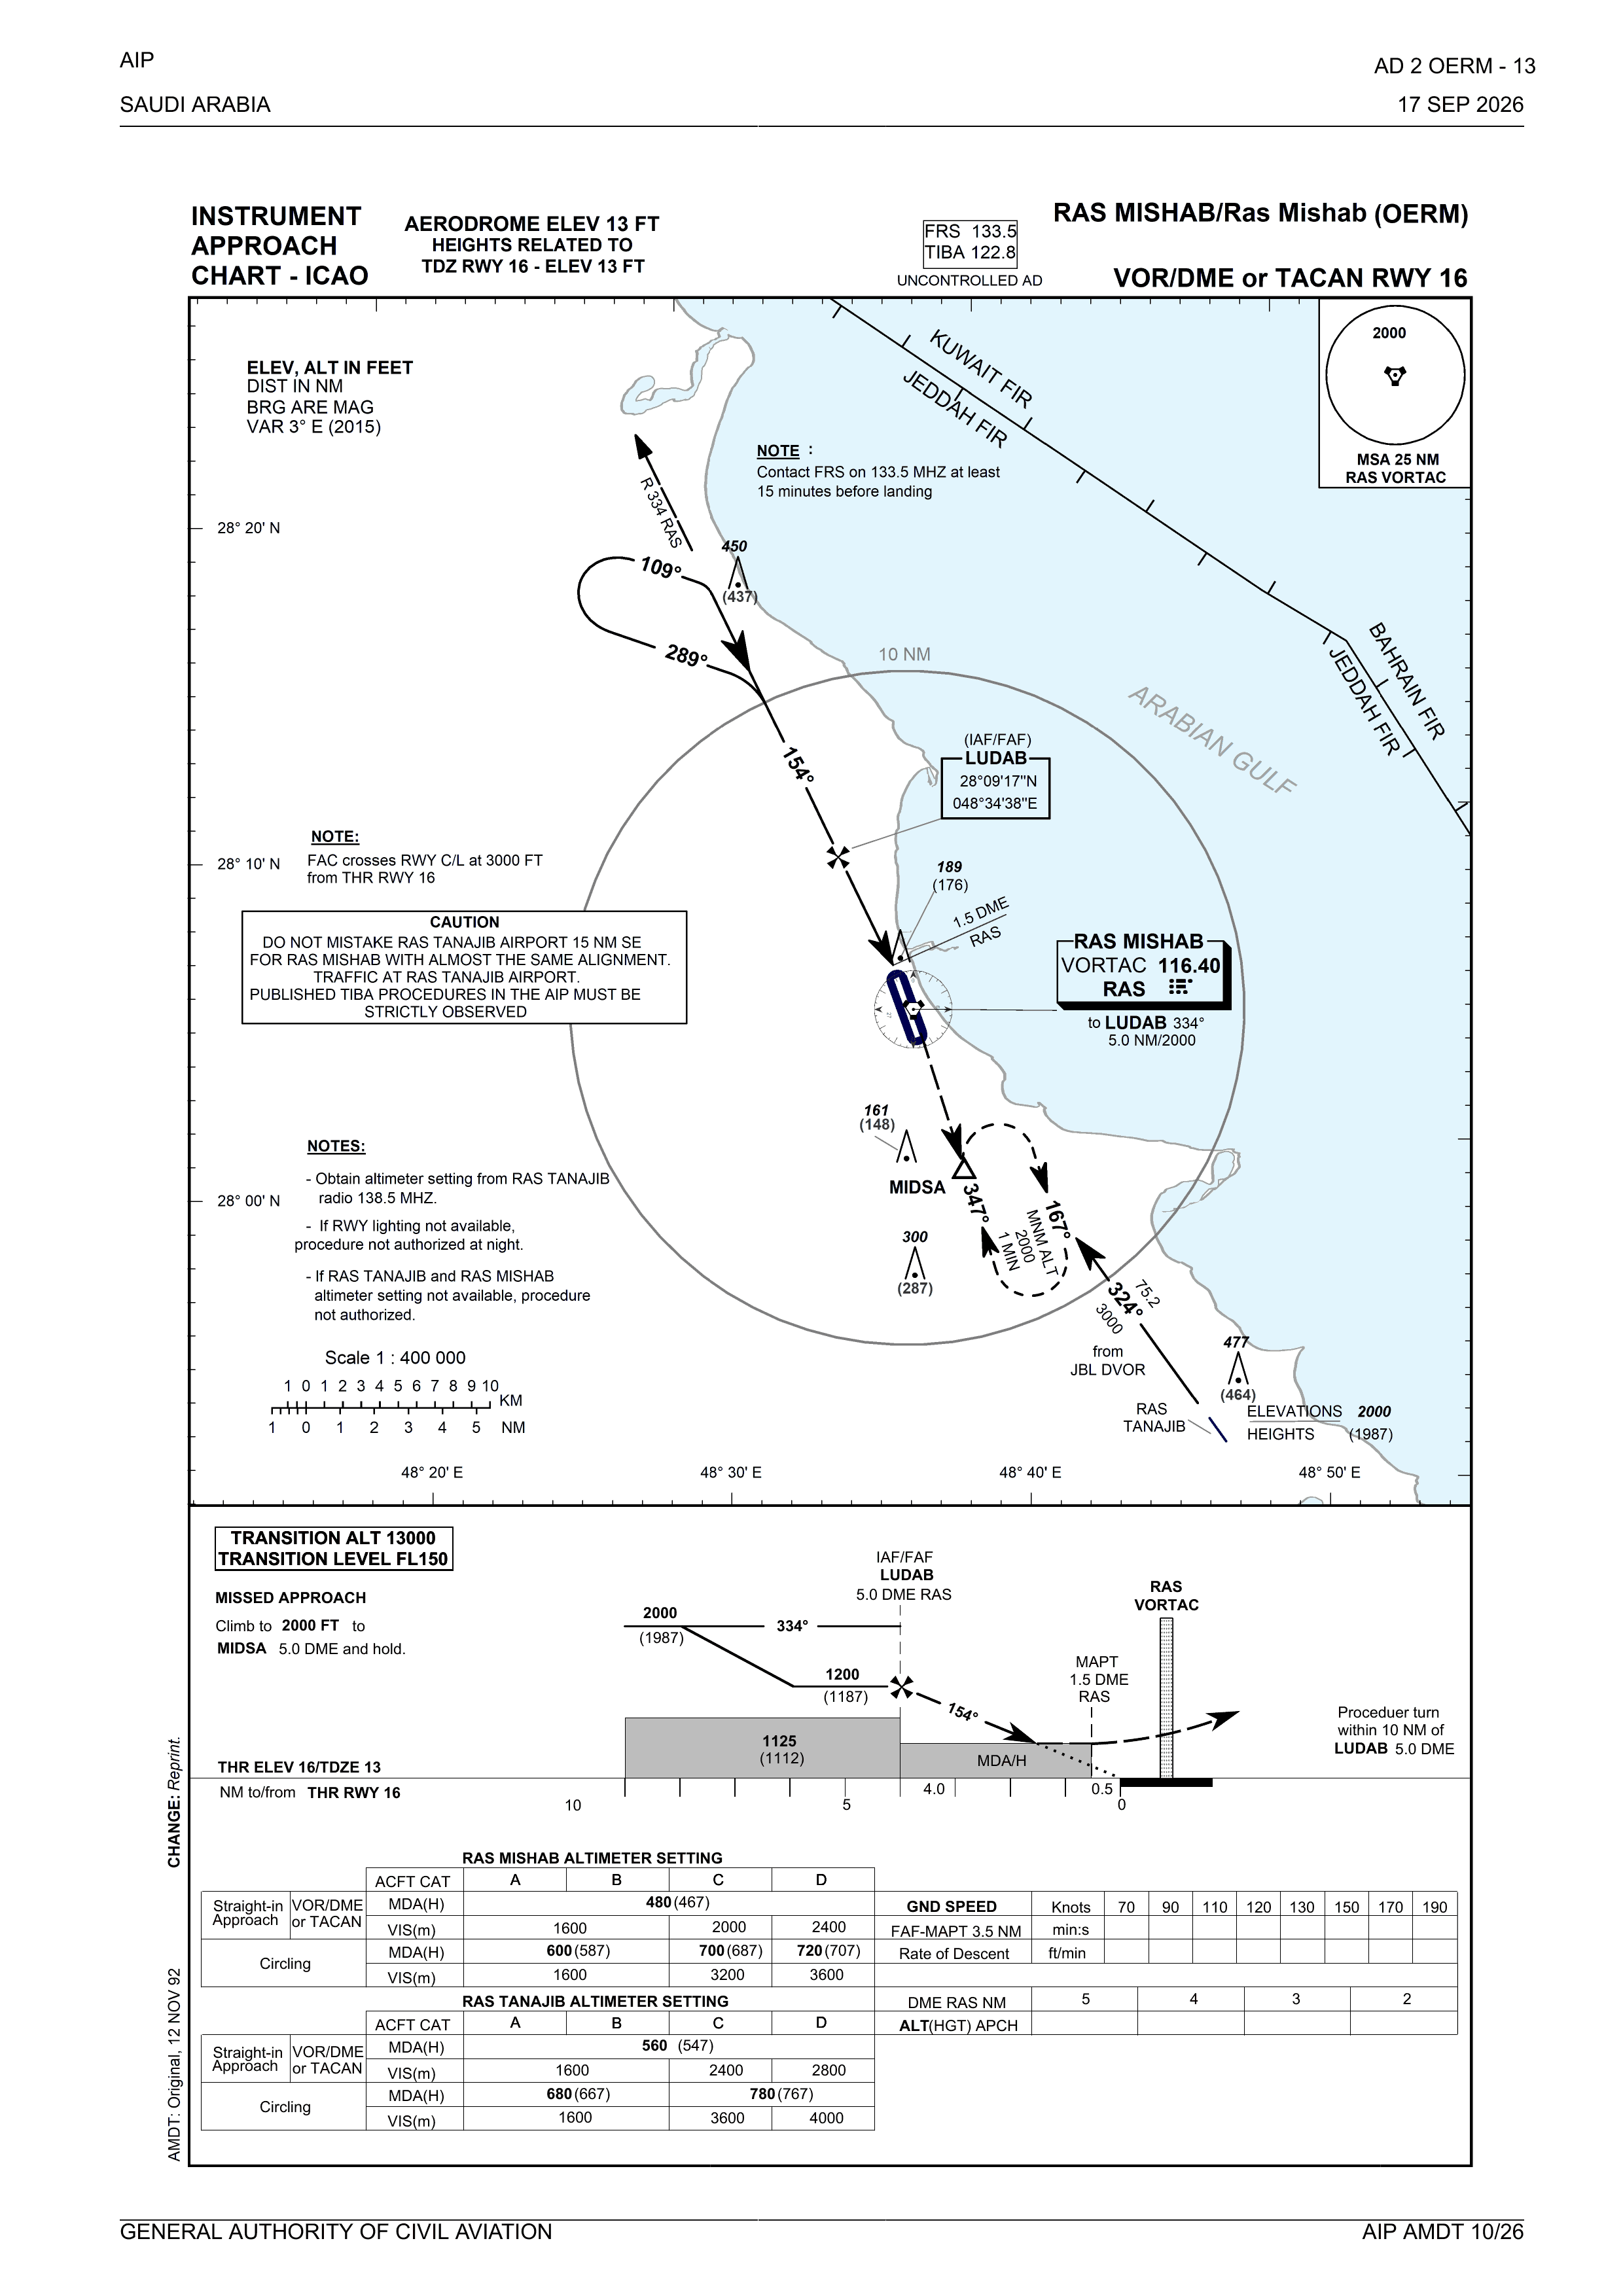 AIP
AD 2 OERM - 13
SAUDI ARABIA
17 SEP 2026
INSTRUMENT
APPROACH
CHART - ICAO
AERODROME ELEV 13 FT
HEIGHTS RELATED TO
TDZ RWY 16 - ELEV 13 FT
FRS 133.5
TIBA 122.8
UNCONTROLLED AD
RAS MISHAB/Ras Mishab (OERM)
VOR/DME or TACAN RWY 16
ELEV, ALT IN FEET
DIST IN NM
BRG ARE MAG
VAR 3° E (2015)
KUWAIT FIR
JEDDAH FIR
2000
MSA 25 NM
RAS VORTAC
NOTE :
Contact FRS on 133.5 MHZ at least
15 minutes before landing
R 334 RAS
28° 20' N
450
(437)
109°
289°
10 NM
BAHRAIN FIR
JEDDAH FIR
ARABIAN GULF
154°
(IAF/FAF)
LUDAB
28°09'17"N
048°34'38"E
NOTE:
FAC crosses RWY C/L at 3000 FT
from THR RWY 16
28° 10' N
189
(176)
1.5 DME
RAS
CAUTION
DO NOT MISTAKE RAS TANAJIB AIRPORT 15 NM SE
FOR RAS MISHAB WITH ALMOST THE SAME ALIGNMENT.
TRAFFIC AT RAS TANAJIB AIRPORT.
PUBLISHED TIBA PROCEDURES IN THE AIP MUST BE
STRICTLY OBSERVED
RAS MISHAB
VORTAC 116.40
RAS
to LUDAB 334°
5.0 NM/2000
161
(148)
MIDSA
347°
167°
MNM ALT
2000
1 MIN
NOTES:
- Obtain altimeter setting from RAS TANAJIB
radio 138.5 MHZ.
- If RWY lighting not available,
procedure not authorized at night.
- If RAS TANAJIB and RAS MISHAB
altimeter setting not available, procedure
not authorized.
28° 00' N
300
(287)
324°
75.2
3000
from
JBL DVOR
477
(464)
RAS
TANAJIB
ELEVATIONS 2000
HEIGHTS (1987)
Scale 1 : 400 000
1 0 1 2 3 4 5 6 7 8 9 10
KM
1 0 1 2 3 4 5 NM
48° 20' E
48° 30' E
48° 40' E
48° 50' E
TRANSITION ALT 13000
TRANSITION LEVEL FL150
MISSED APPROACH
Climb to 2000 FT to
MIDSA 5.0 DME and hold.
IAF/FAF
LUDAB
5.0 DME RAS
RAS
VORTAC
2000
(1987)
334°
1200
(1187)
154°
MAPT
1.5 DME
RAS
Proceduer turn
within 10 NM of
LUDAB 5.0 DME
1125
(1112)
MDA/H
THR ELEV 16/TDZE 13
NM to/from THR RWY 16
10
5
4.0
0.5
0
CHANGE: Reprint.
AMDT: Original, 12 NOV 92
RAS MISHAB ALTIMETER SETTING
ACFT CAT A B C D
Straight-in Approach VOR/DME or TACAN MDA(H) 480(467)
VIS(m) 1600 2000 2400
Circling MDA(H) 600(587) 700(687) 720(707)
VIS(m) 1600 3200 3600
GND SPEED Knots 70 90 110 120 130 150 170 190
FAF-MAPT 3.5 NM min:s
Rate of Descent ft/min
RAS TANAJIB ALTIMETER SETTING
DME RAS NM 5 4 3 2
ALT(HGT) APCH
ACFT CAT A B C D
Straight-in Approach VOR/DME or TACAN MDA(H) 560 (547)
VIS(m) 1600 2400 2800
Circling MDA(H) 680(667) 780(767)
VIS(m) 1600 3600 4000
GENERAL AUTHORITY OF CIVIL AVIATION
AIP AMDT 10/26